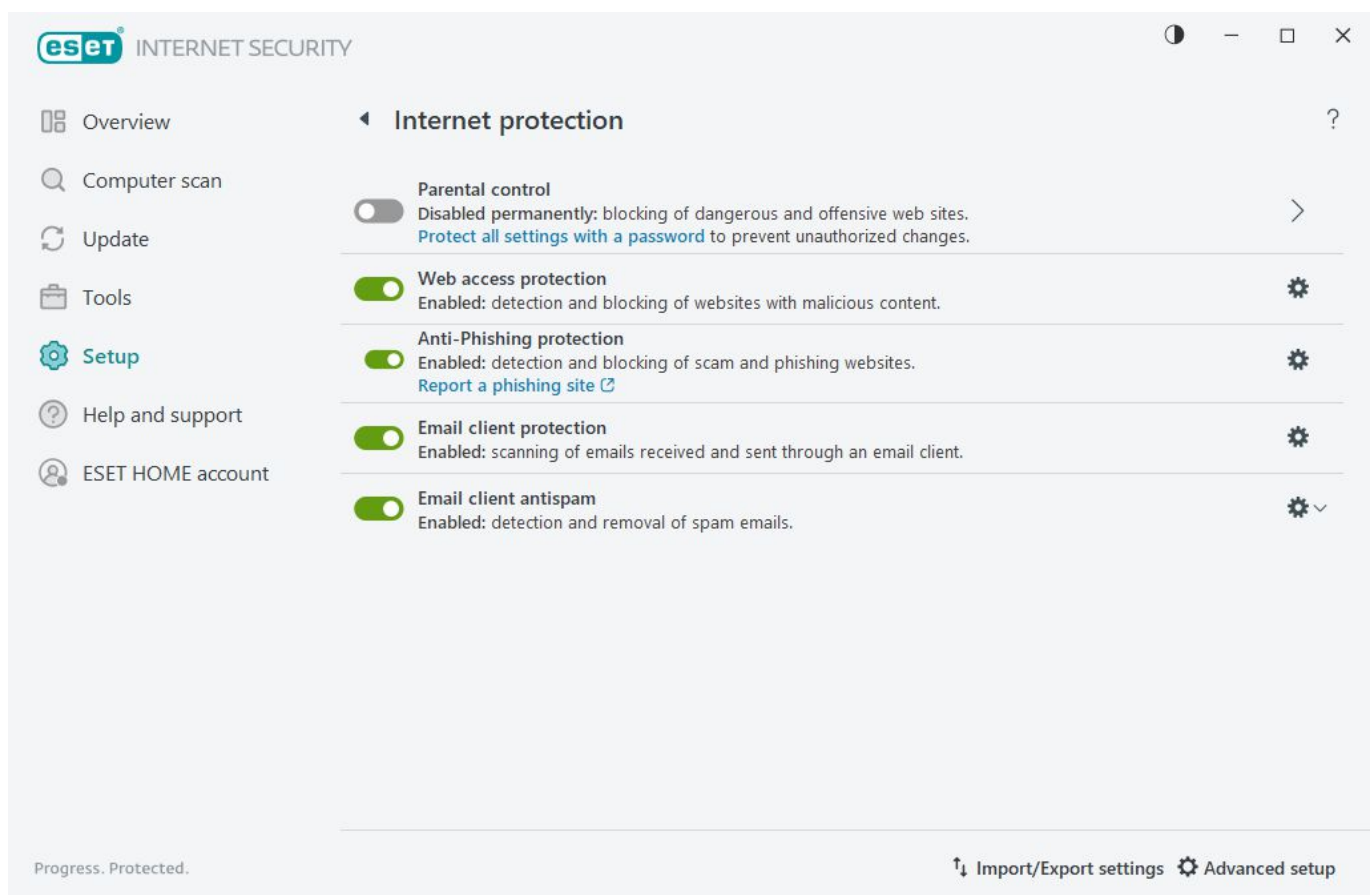 eset® INTERNET SECURITY
Overview
Computer scan
Update
Tools
Setup
Help and support
ESET HOME account
Internet protection
?
Parental control
Disabled permanently: blocking of dangerous and offensive web sites.
Protect all settings with a password to prevent unauthorized changes.
Web access protection
Enabled: detection and blocking of websites with malicious content.
Anti-Phishing protection
Enabled: detection and blocking of scam and phishing websites.
Report a phishing site
Email client protection
Enabled: scanning of emails received and sent through an email client.
Email client antispam
Enabled: detection and removal of spam emails.
Progress. Protected.
Import/Export settings Advanced setup